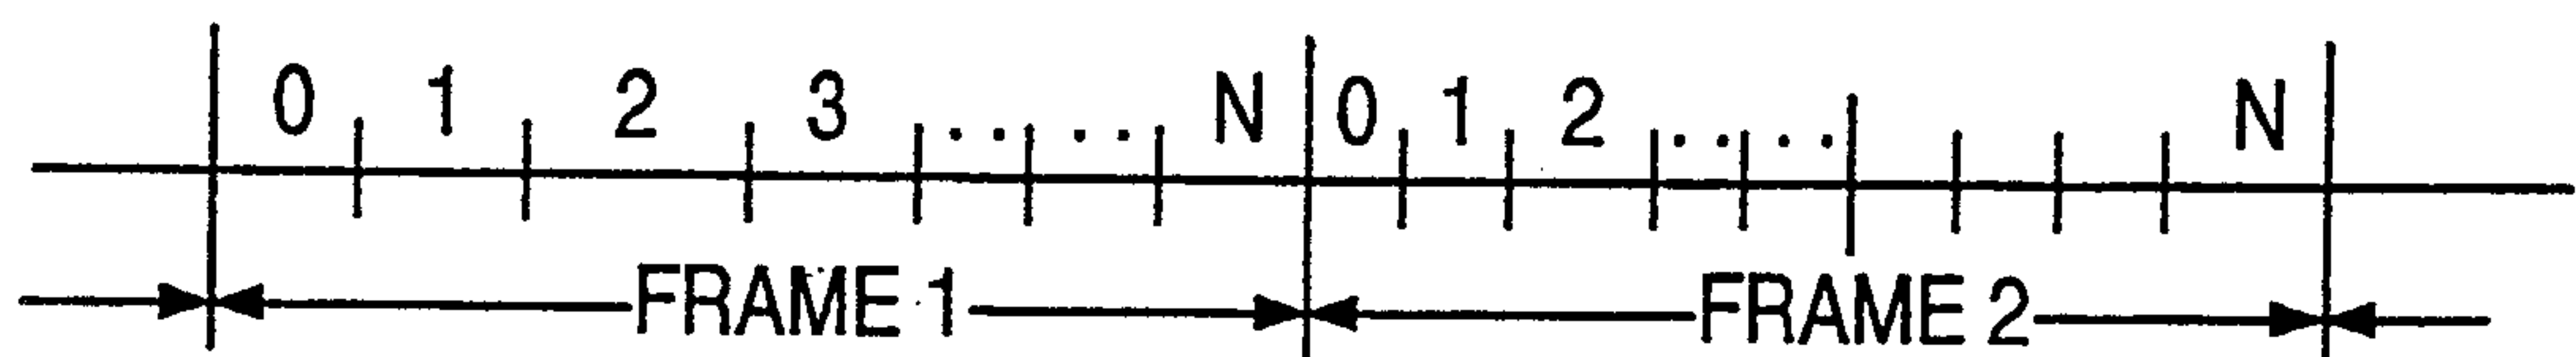 0 1 2 3 . . . . N 0 1 2 . . . . N
FRAME 1 FRAME 2